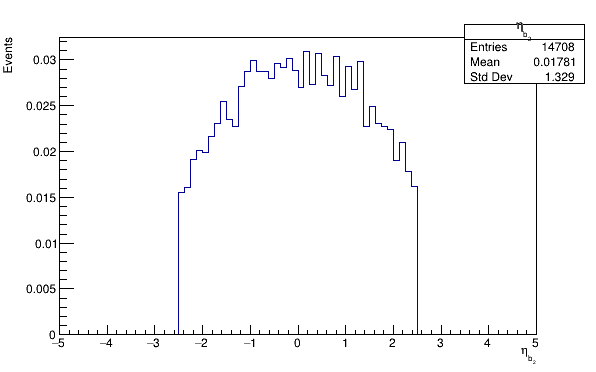 η_b₂
Entries 14708
Mean 0.01781
Std Dev 1.329
Events
0.03
0.025
0.02
0.015
0.01
0.005
0
−5 −4 −3 −2 −1 0 1 2 3 4 5
η_b₂